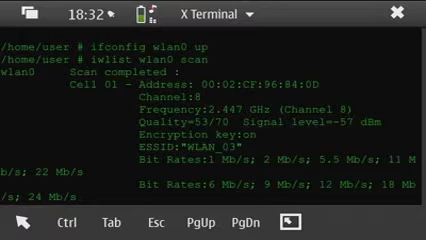 18:32 X Terminal
/home/user # ifconfig wlan0 up
/home/user # iwlist wlan0 scan
wlan0 Scan completed :
Cell 01 - Address: 00:02:CF:96:84:0D
Channel:8
Frequency:2.447 GHz (Channel 8)
Quality=53/70 Signal level=-57 dBm
Encryption key:on
ESSID:"WLAN_03"
Bit Rates:1 Mb/s; 2 Mb/s; 5.5 Mb/s; 11 M
b/s; 22 Mb/s
Bit Rates:6 Mb/s; 9 Mb/s; 12 Mb/s; 18 Mb
/s; 24 Mb/s
Ctrl Tab Esc PgUp PgDn